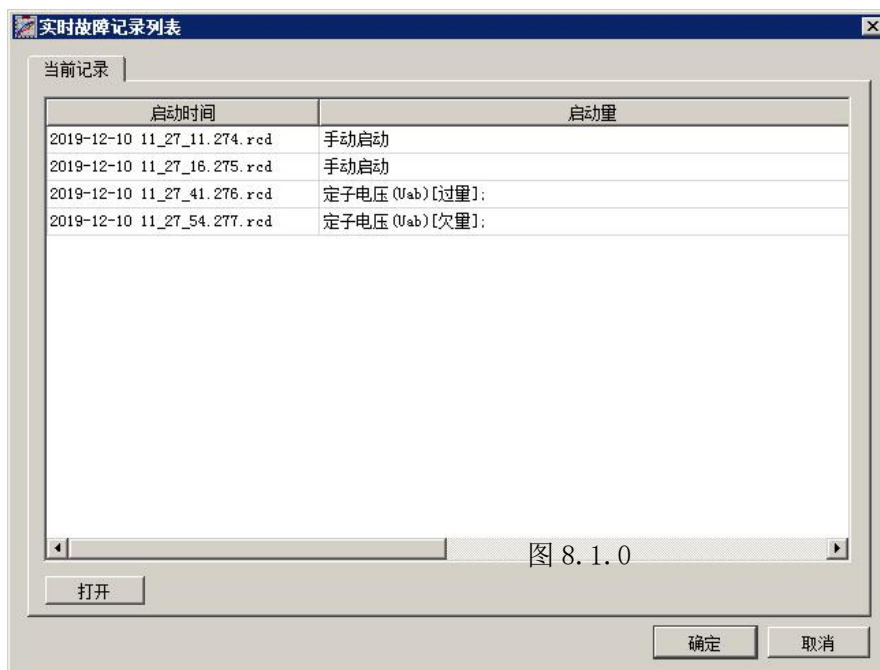 实时故障记录列表
当前记录
启动时间 启动量
2019-12-10 11_27_11.274.rcd 手动启动
2019-12-10 11_27_16.275.rcd 手动启动
2019-12-10 11_27_41.276.rcd 定子电压(Uab)[过量];
2019-12-10 11_27_54.277.rcd 定子电压(Uab)[欠量];
图 8.1.0
打开
确定 取消